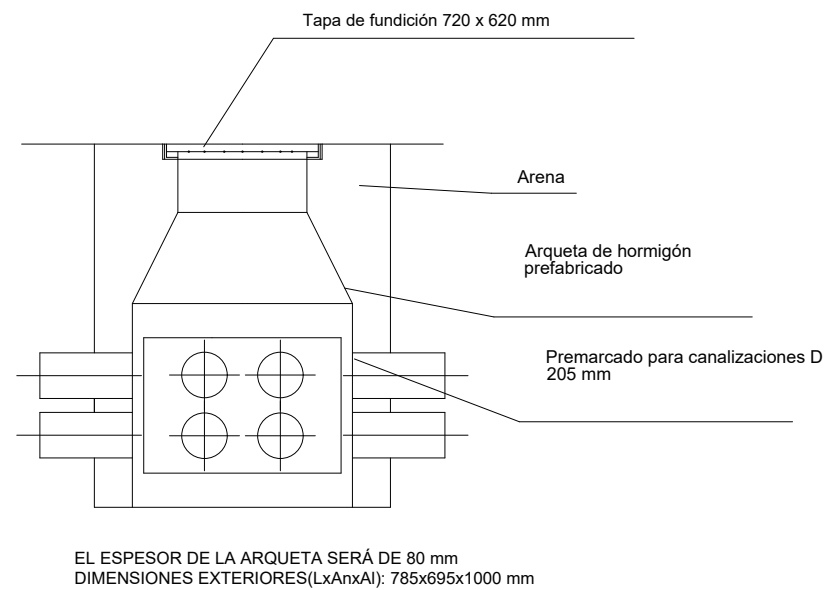 Tapa de fundición 720 x 620 mm
Arena
Arqueta de hormigón
prefabricado
Premarcado para canalizaciones D
205 mm
EL ESPESOR DE LA ARQUETA SERÁ DE 80 mm
DIMENSIONES EXTERIORES(LxAnxAl): 785x695x1000 mm